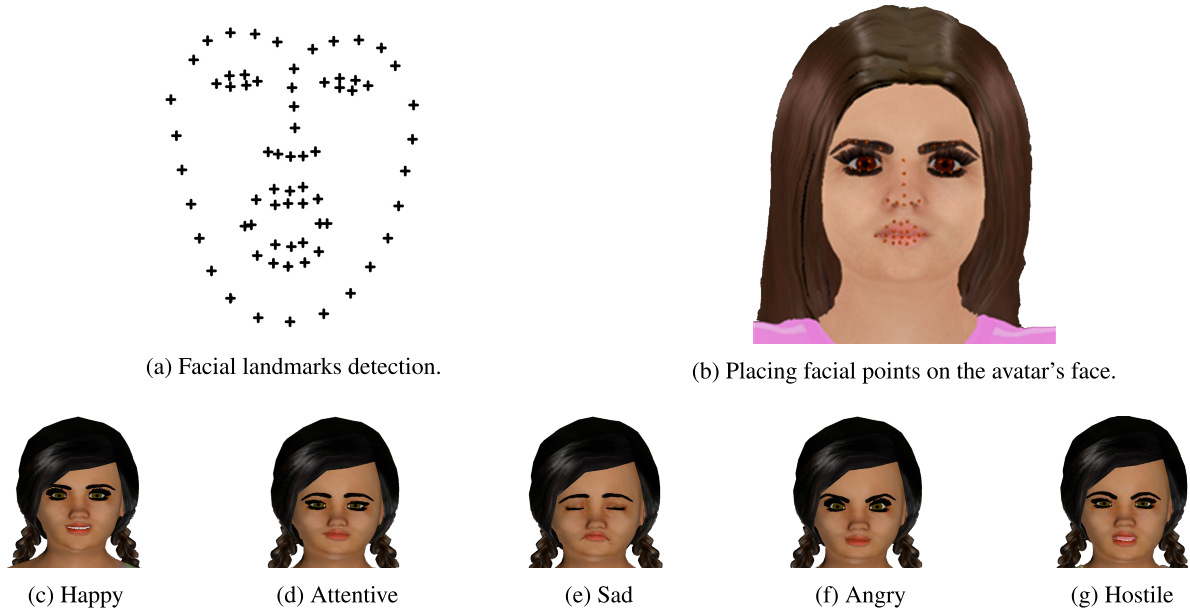 (a) Facial landmarks detection.
(b) Placing facial points on the avatar's face.
(c) Happy
(d) Attentive
(e) Sad
(f) Angry
(g) Hostile